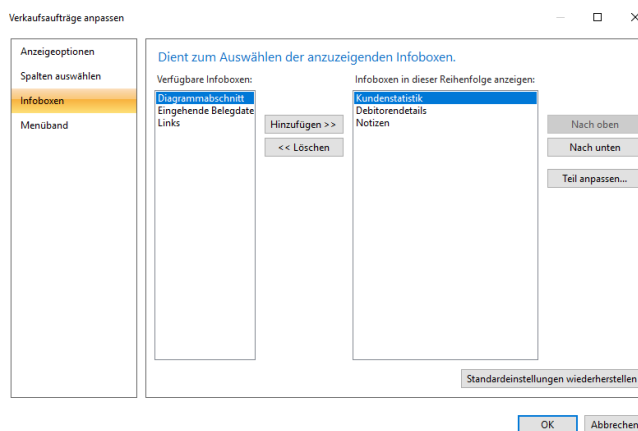 Verkaufsaufträge anpassen
Anzeigeoptionen
Spalten auswählen
Infoboxen
Menüband
Dient zum Auswählen der anzuzeigenden Infoboxen.
Verfügbare Infoboxen:
Diagrammabschnitt
Eingehende Belegdate
Links
Hinzufügen >>
<< Löschen
Infoboxen in dieser Reihenfolge anzeigen:
Kundenstatistik
Debitorendetails
Notizen
Nach oben
Nach unten
Teil anpassen...
Standardeinstellungen wiederherstellen
OK
Abbrechen